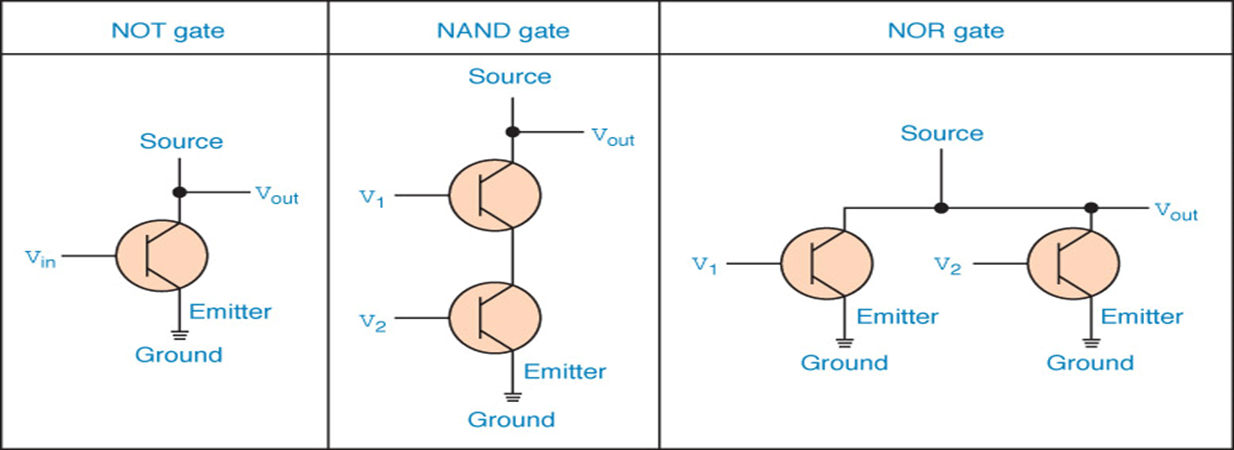 NOT gate
Source
Vout
Vin
Emitter
Ground
NAND gate
Source
Vout
V1
V2
Emitter
Ground
NOR gate
Source
Vout
V1
V2
Emitter
Emitter
Ground
Ground